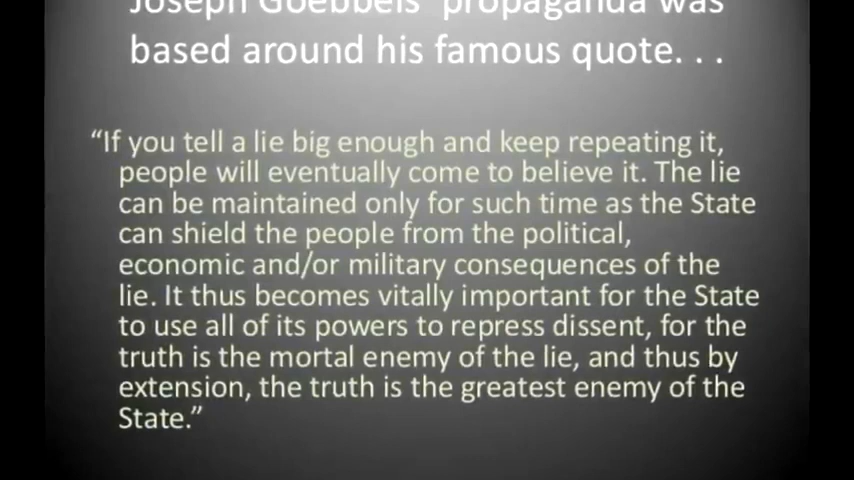 Joseph Goebbels' propaganda was
based around his famous quote. . .
“If you tell a lie big enough and keep repeating it,
people will eventually come to believe it. The lie
can be maintained only for such time as the State
can shield the people from the political,
economic and/or military consequences of the
lie. It thus becomes vitally important for the State
to use all of its powers to repress dissent, for the
truth is the mortal enemy of the lie, and thus by
extension, the truth is the greatest enemy of the
State.”